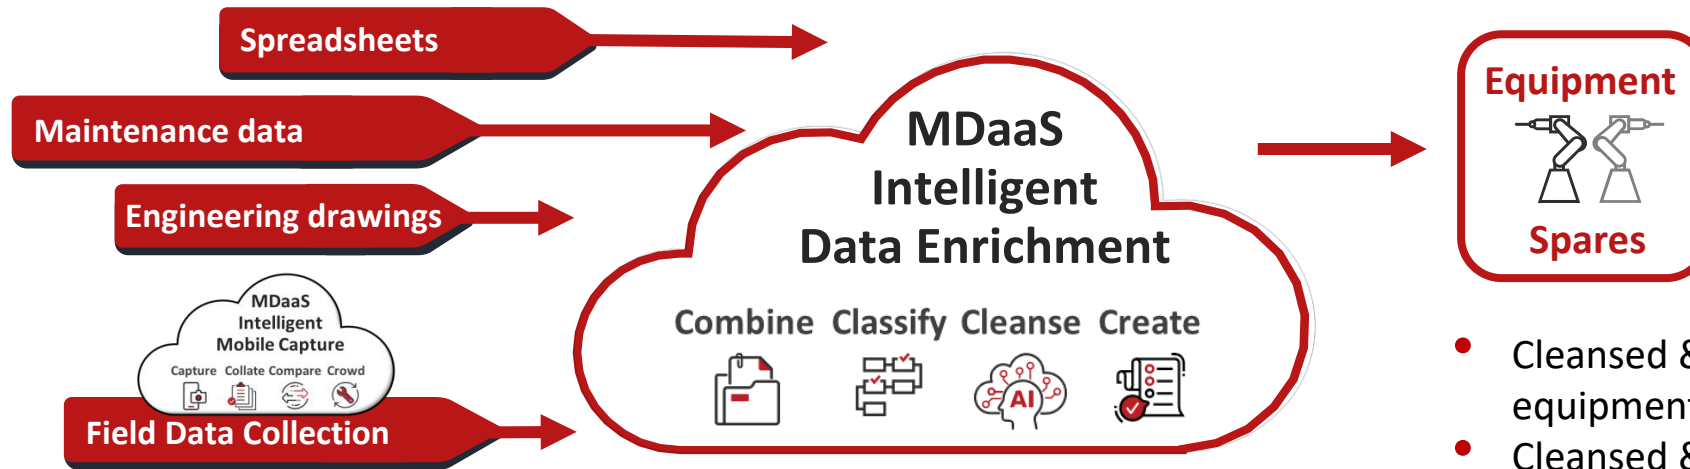 Spreadsheets
Maintenance data
Engineering drawings
MDaaS
Intelligent
Mobile Capture
Capture Collate Compare Crowd
Field Data Collection
MDaaS
Intelligent
Data Enrichment
Combine Classify Cleanse Create
AI
Equipment
Spares
• Cleansed &
equipment
• Cleansed &